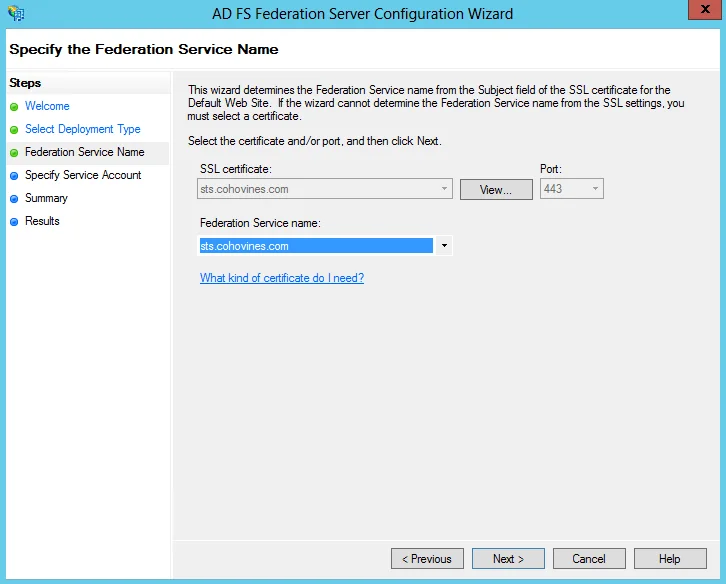 AD FS Federation Server Configuration Wizard
x
Specify the Federation Service Name
Steps
Welcome
Select Deployment Type
Federation Service Name
Specify Service Account
Summary
Results
This wizard determines the Federation Service name from the Subject field of the SSL certificate for the
Default Web Site. If the wizard cannot determine the Federation Service name from the SSL settings, you
must select a certificate.
Select the certificate and/or port, and then click Next.
SSL certificate:
Port:
sts.cohovines.com
View...
443
Federation Service name:
sts.cohovines.com
What kind of certificate do I need?
< Previous
Next >
Cancel
Help